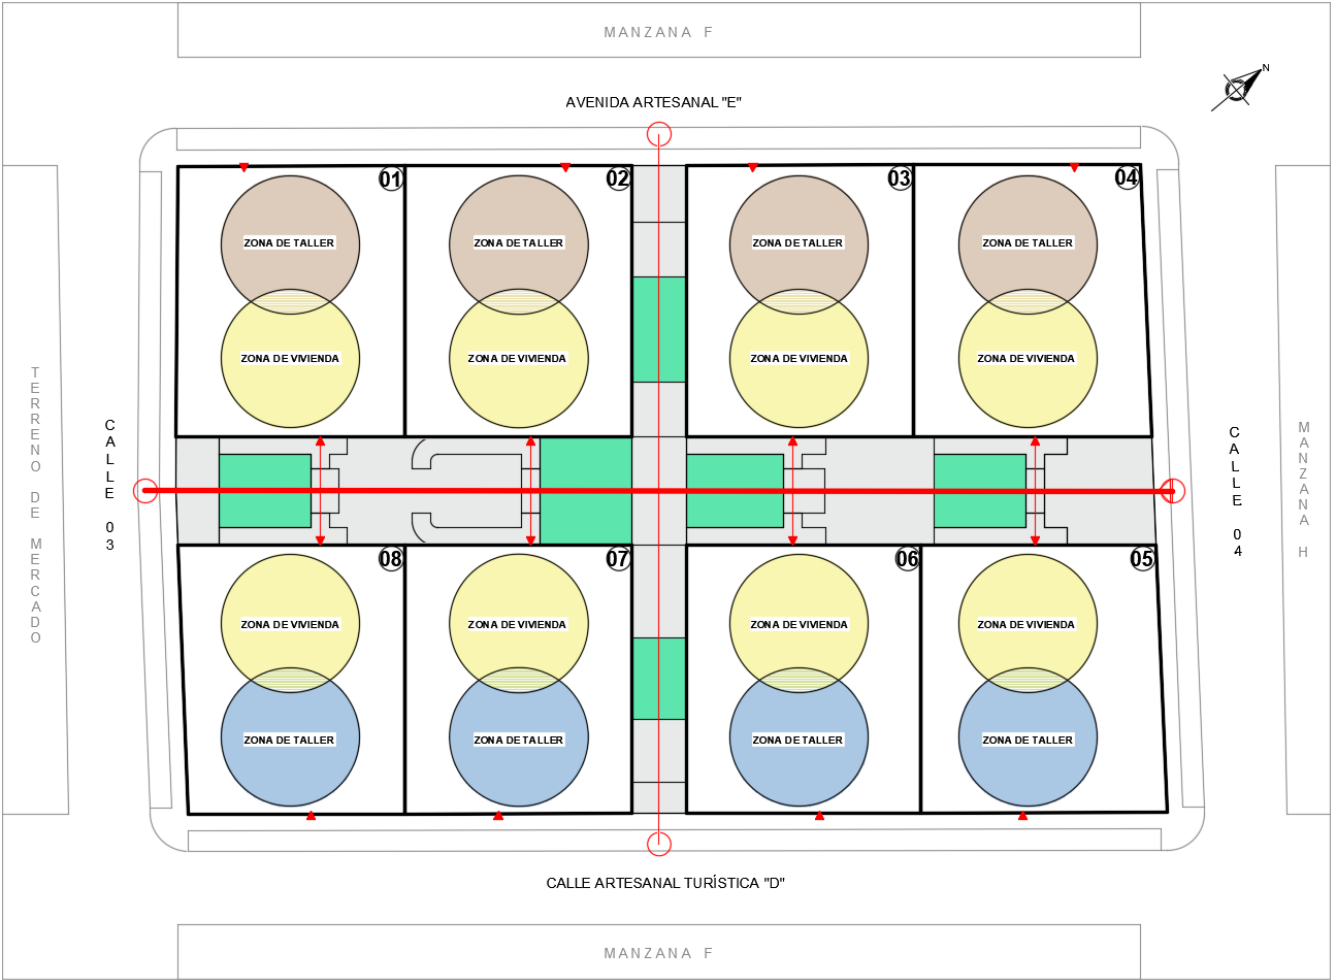 MANZANA F
N
AVENIDA ARTESANAL "E"
01
02
03
04
ZONA DE TALLER
ZONA DE TALLER
ZONA DE TALLER
ZONA DE TALLER
ZONA DE VIVIENDA
ZONA DE VIVIENDA
ZONA DE VIVIENDA
ZONA DE VIVIENDA
TERRENO DE MERCADO
CALLE 03
CALLE 04
MANZANA H
08
07
06
05
ZONA DE VIVIENDA
ZONA DE VIVIENDA
ZONA DE VIVIENDA
ZONA DE VIVIENDA
ZONA DE TALLER
ZONA DE TALLER
ZONA DE TALLER
ZONA DE TALLER
CALLE ARTESANAL TURÍSTICA "D"
MANZANA F